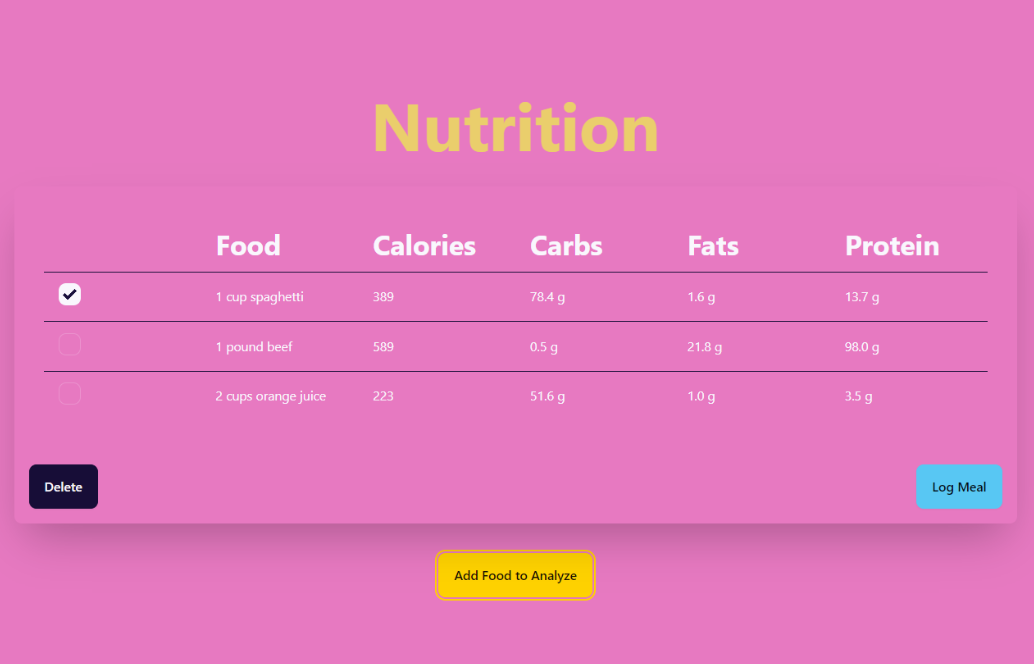 Nutrition
Food Calories Carbs Fats Protein
1 cup spaghetti 389 78.4 g 1.6 g 13.7 g
1 pound beef 589 0.5 g 21.8 g 98.0 g
2 cups orange juice 223 51.6 g 1.0 g 3.5 g
Delete Log Meal
Add Food to Analyze